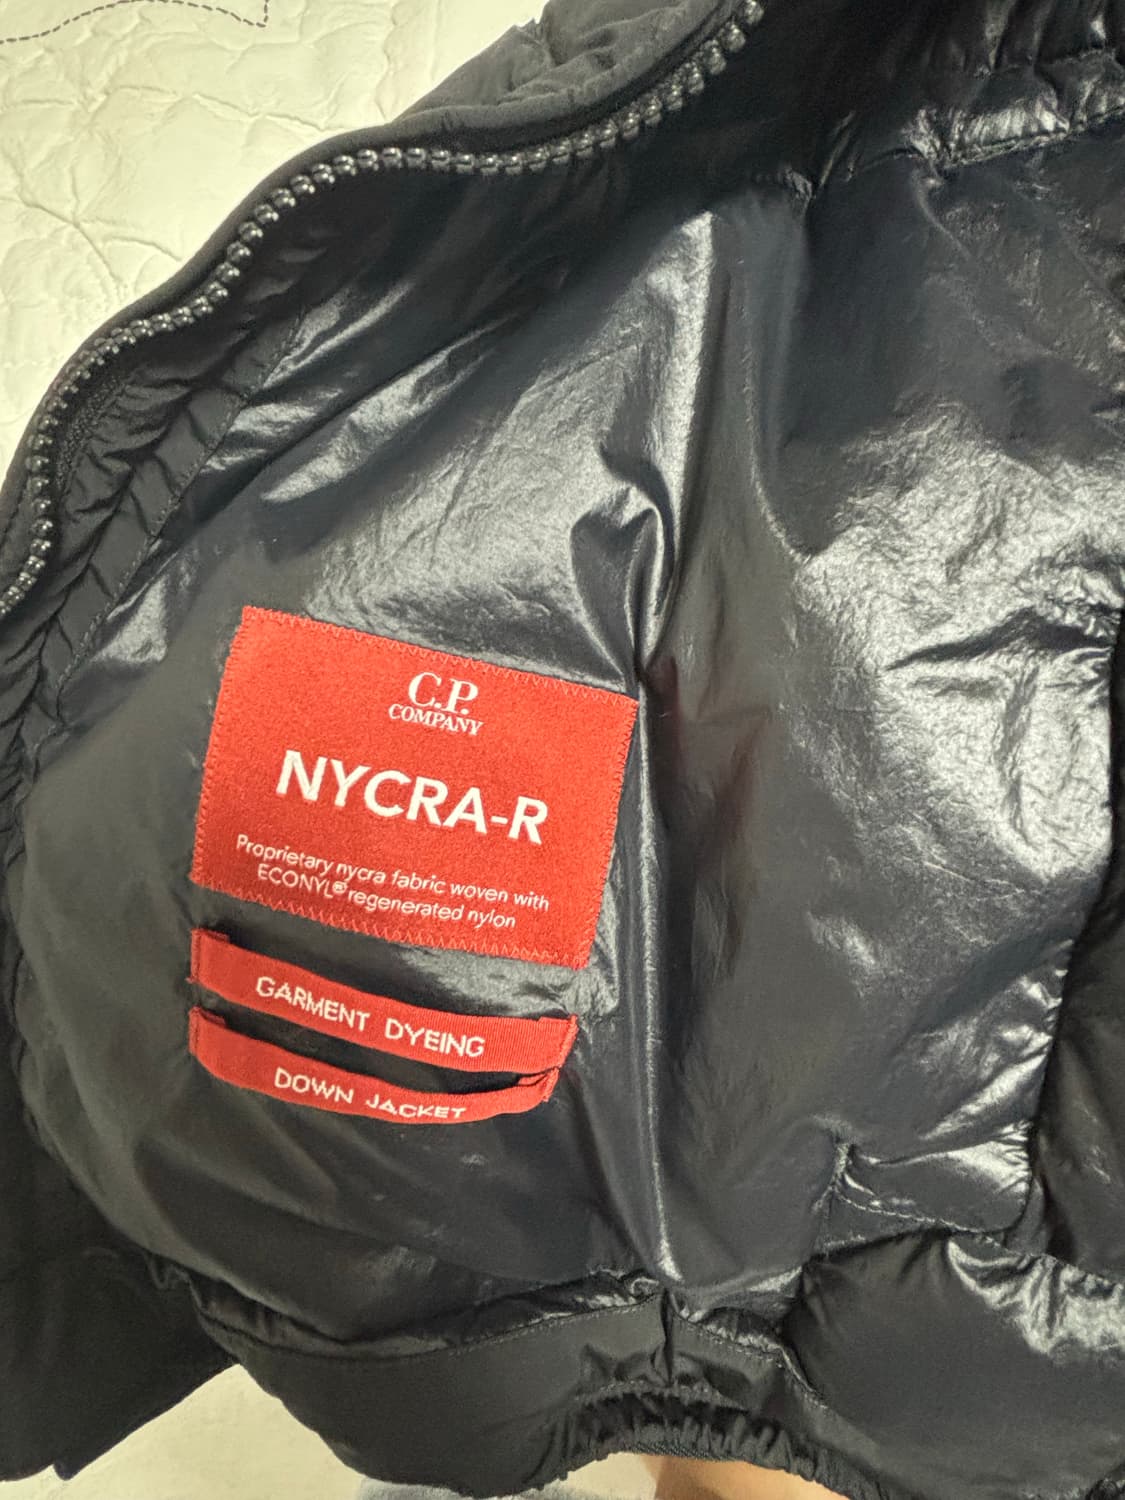 C.P.
COMPANY
NYCRA-R
Proprietary nycra fabric woven with
ECONYL® regenerated nylon
GARMENT DYEING
DOWN JACKET